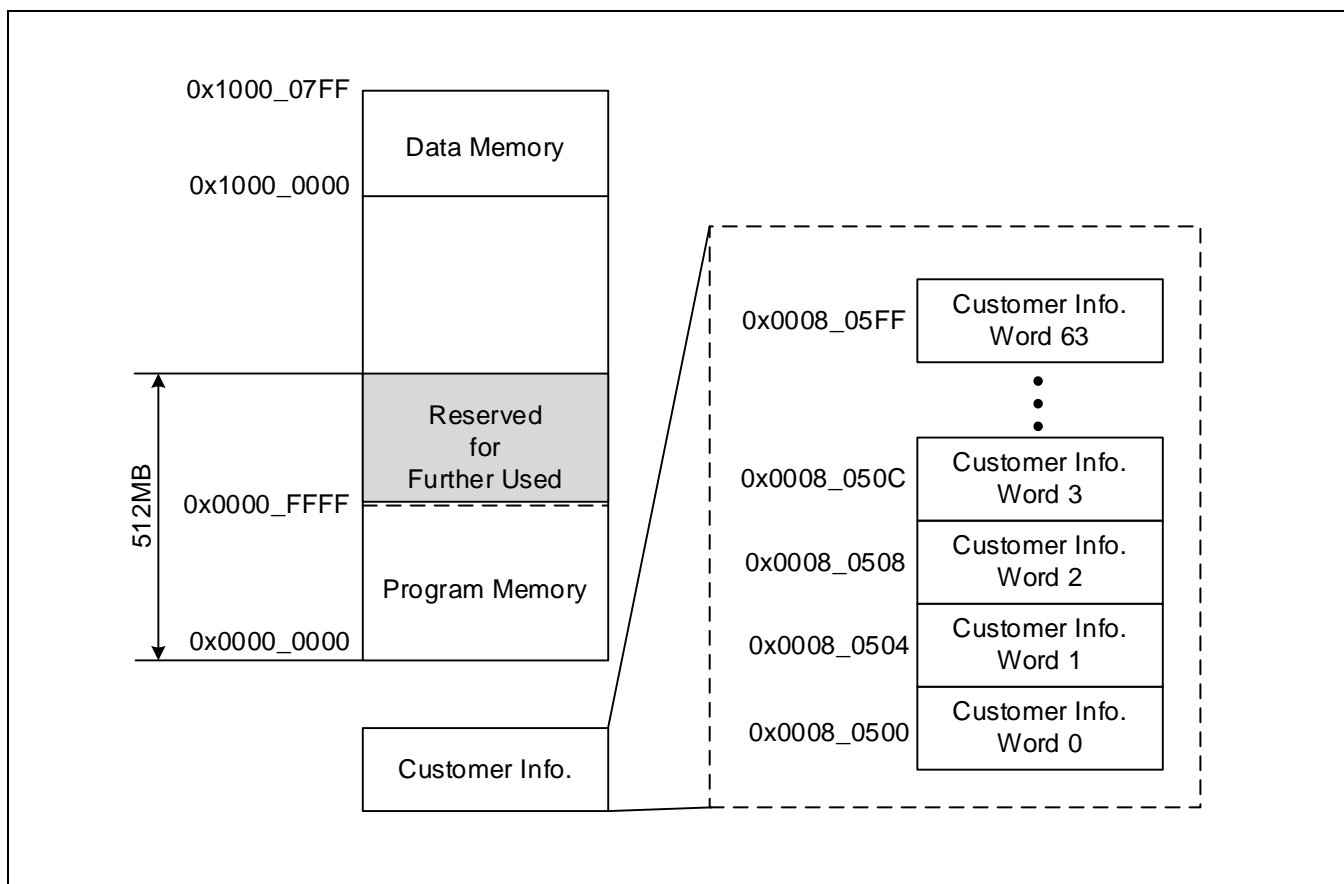 0x1000_07FF
Data Memory
0x1000_0000
Reserved
for
Further Used
512MB
0x0000_FFFF
Program Memory
0x0000_0000
Customer Info.
0x0008_05FF
Customer Info.
Word 63
0x0008_050C
Customer Info.
Word 3
0x0008_0508
Customer Info.
Word 2
0x0008_0504
Customer Info.
Word 1
0x0008_0500
Customer Info.
Word 0